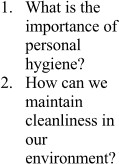 1. What is the
importance of
personal
hygiene?
2. How can we
maintain
cleanliness in
our
environment?